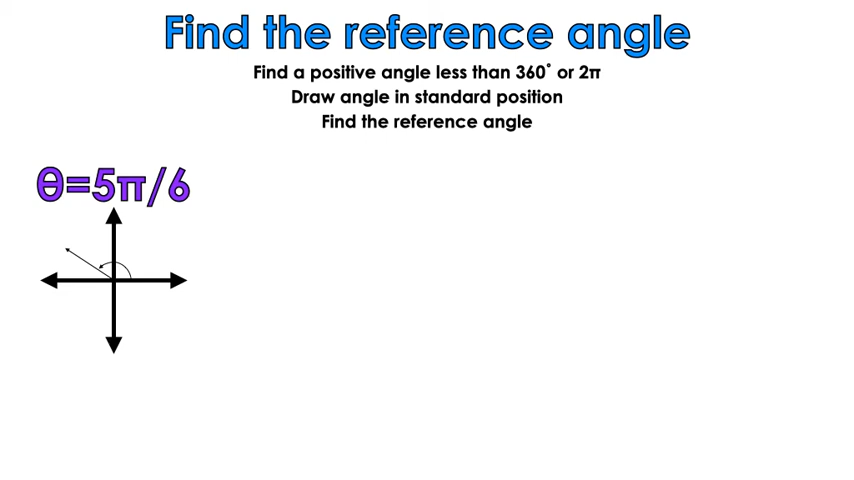 Find the reference angle
Find a positive angle less than 360° or 2π
Draw angle in standard position
Find the reference angle
θ=5π/6